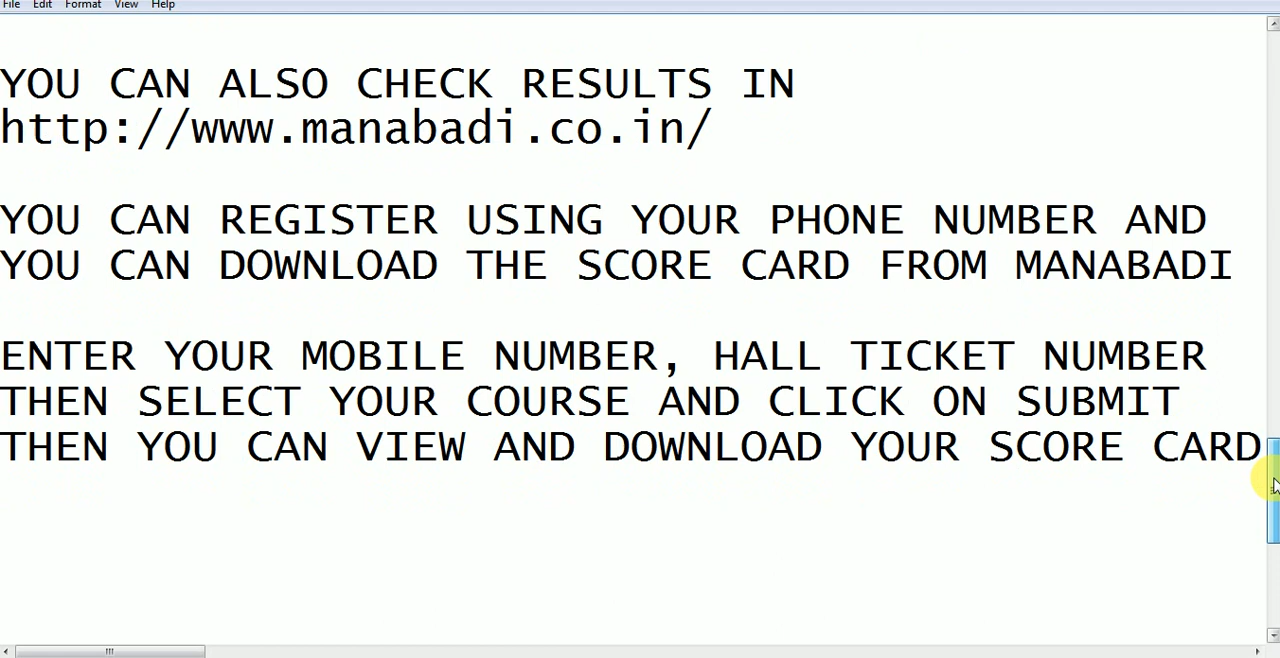 File Edit Format View Help
YOU CAN ALSO CHECK RESULTS IN
http://www.manabadi.co.in/
YOU CAN REGISTER USING YOUR PHONE NUMBER AND
YOU CAN DOWNLOAD THE SCORE CARD FROM MANABADI
ENTER YOUR MOBILE NUMBER, HALL TICKET NUMBER
THEN SELECT YOUR COURSE AND CLICK ON SUBMIT
THEN YOU CAN VIEW AND DOWNLOAD YOUR SCORE CARD